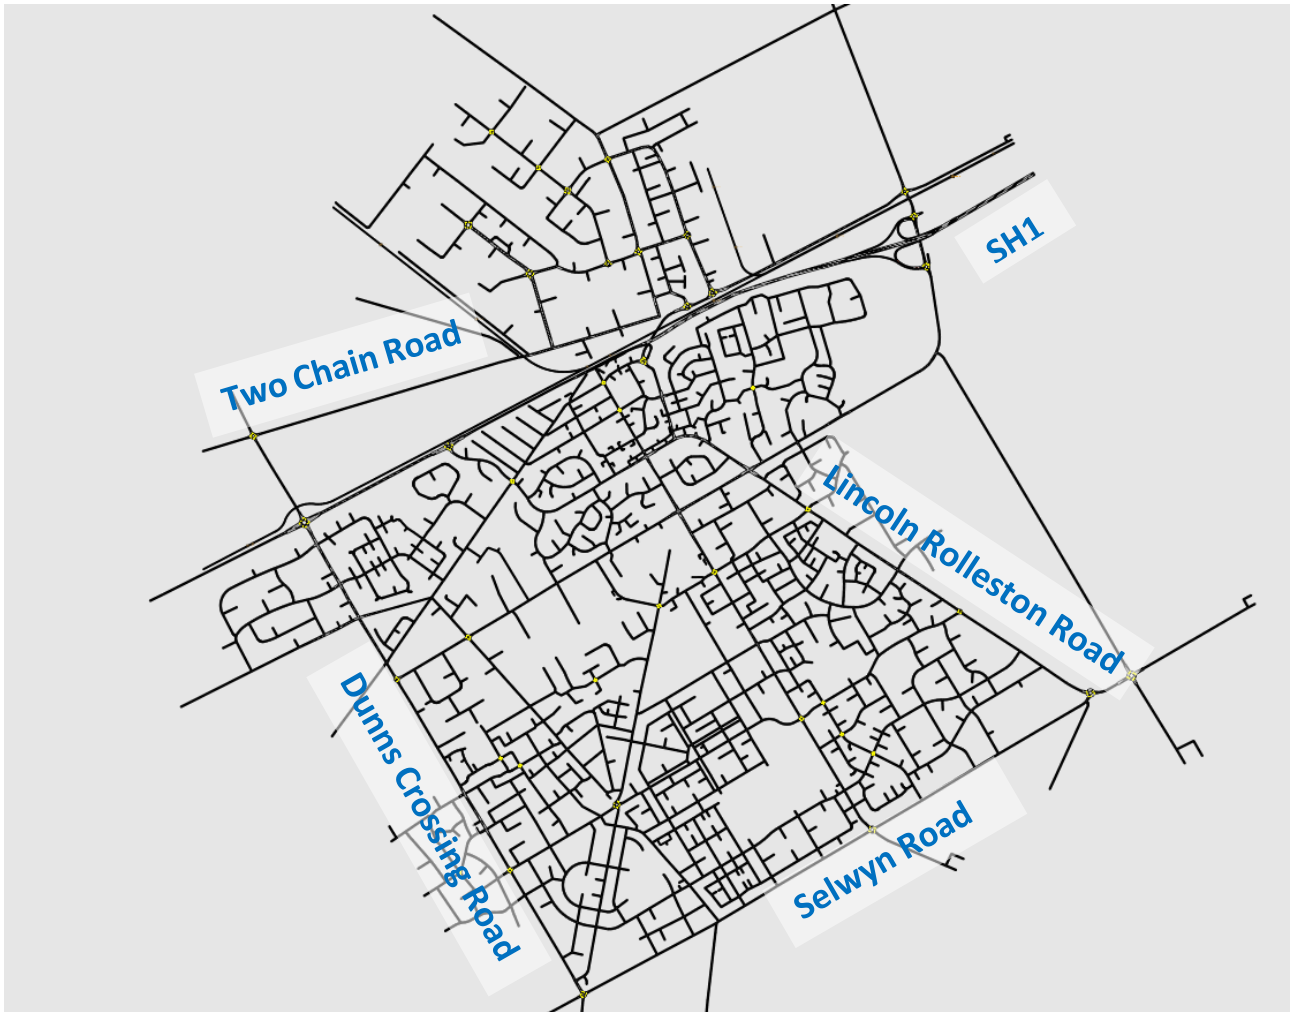 SH1
Two Chain Road
Lincoln Rolleston Road
Dunns Crossing Road
Selwyn Road